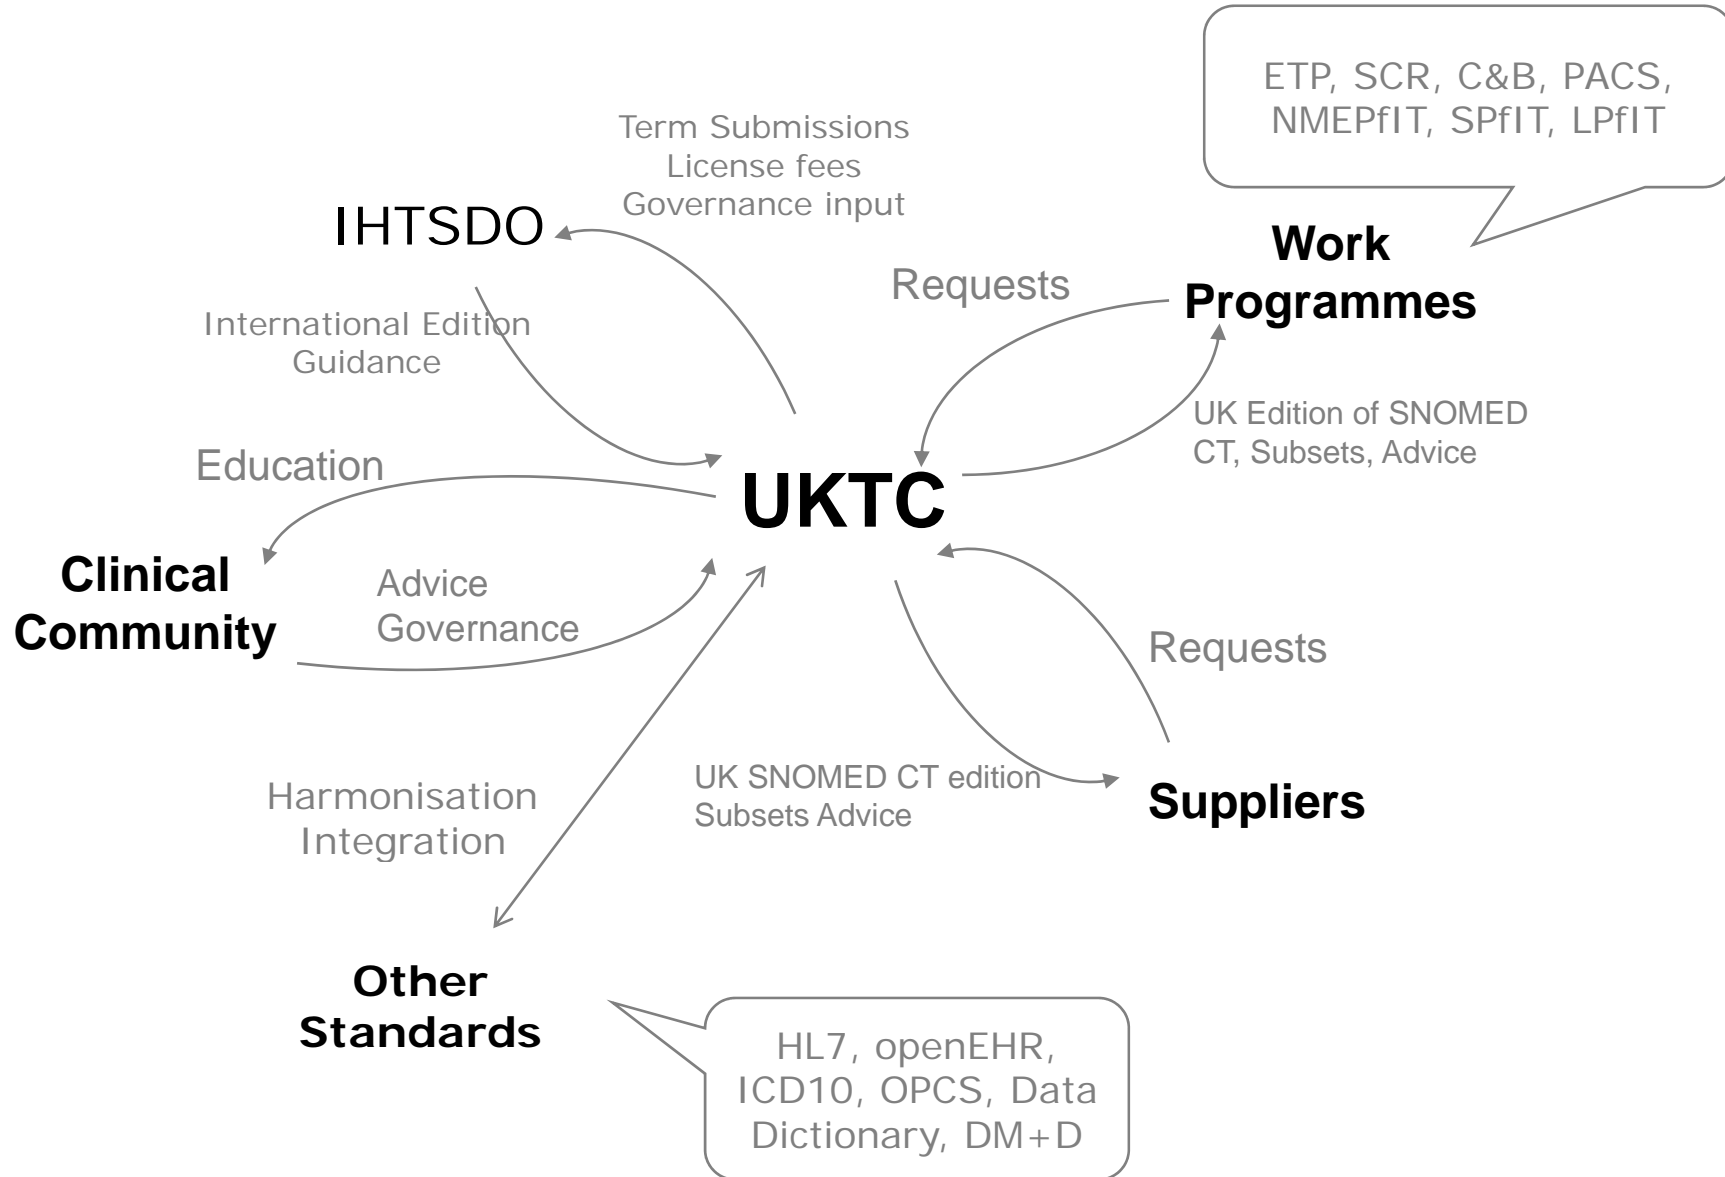 ETP, SCR, C&B, PACS,
NMEPfIT, SPfIT, LPfIT
Term Submissions
License fees
Governance input
IHTSDO
Work
Programmes
Requests
International Edition
Guidance
UK Edition of SNOMED
CT, Subsets, Advice
Education
UKTC
Clinical
Community
Advice
Governance
Requests
Harmonisation
Integration
UK SNOMED CT edition
Subsets Advice
Suppliers
Other
Standards
HL7, openEHR,
ICD10, OPCS, Data
Dictionary, DM+D